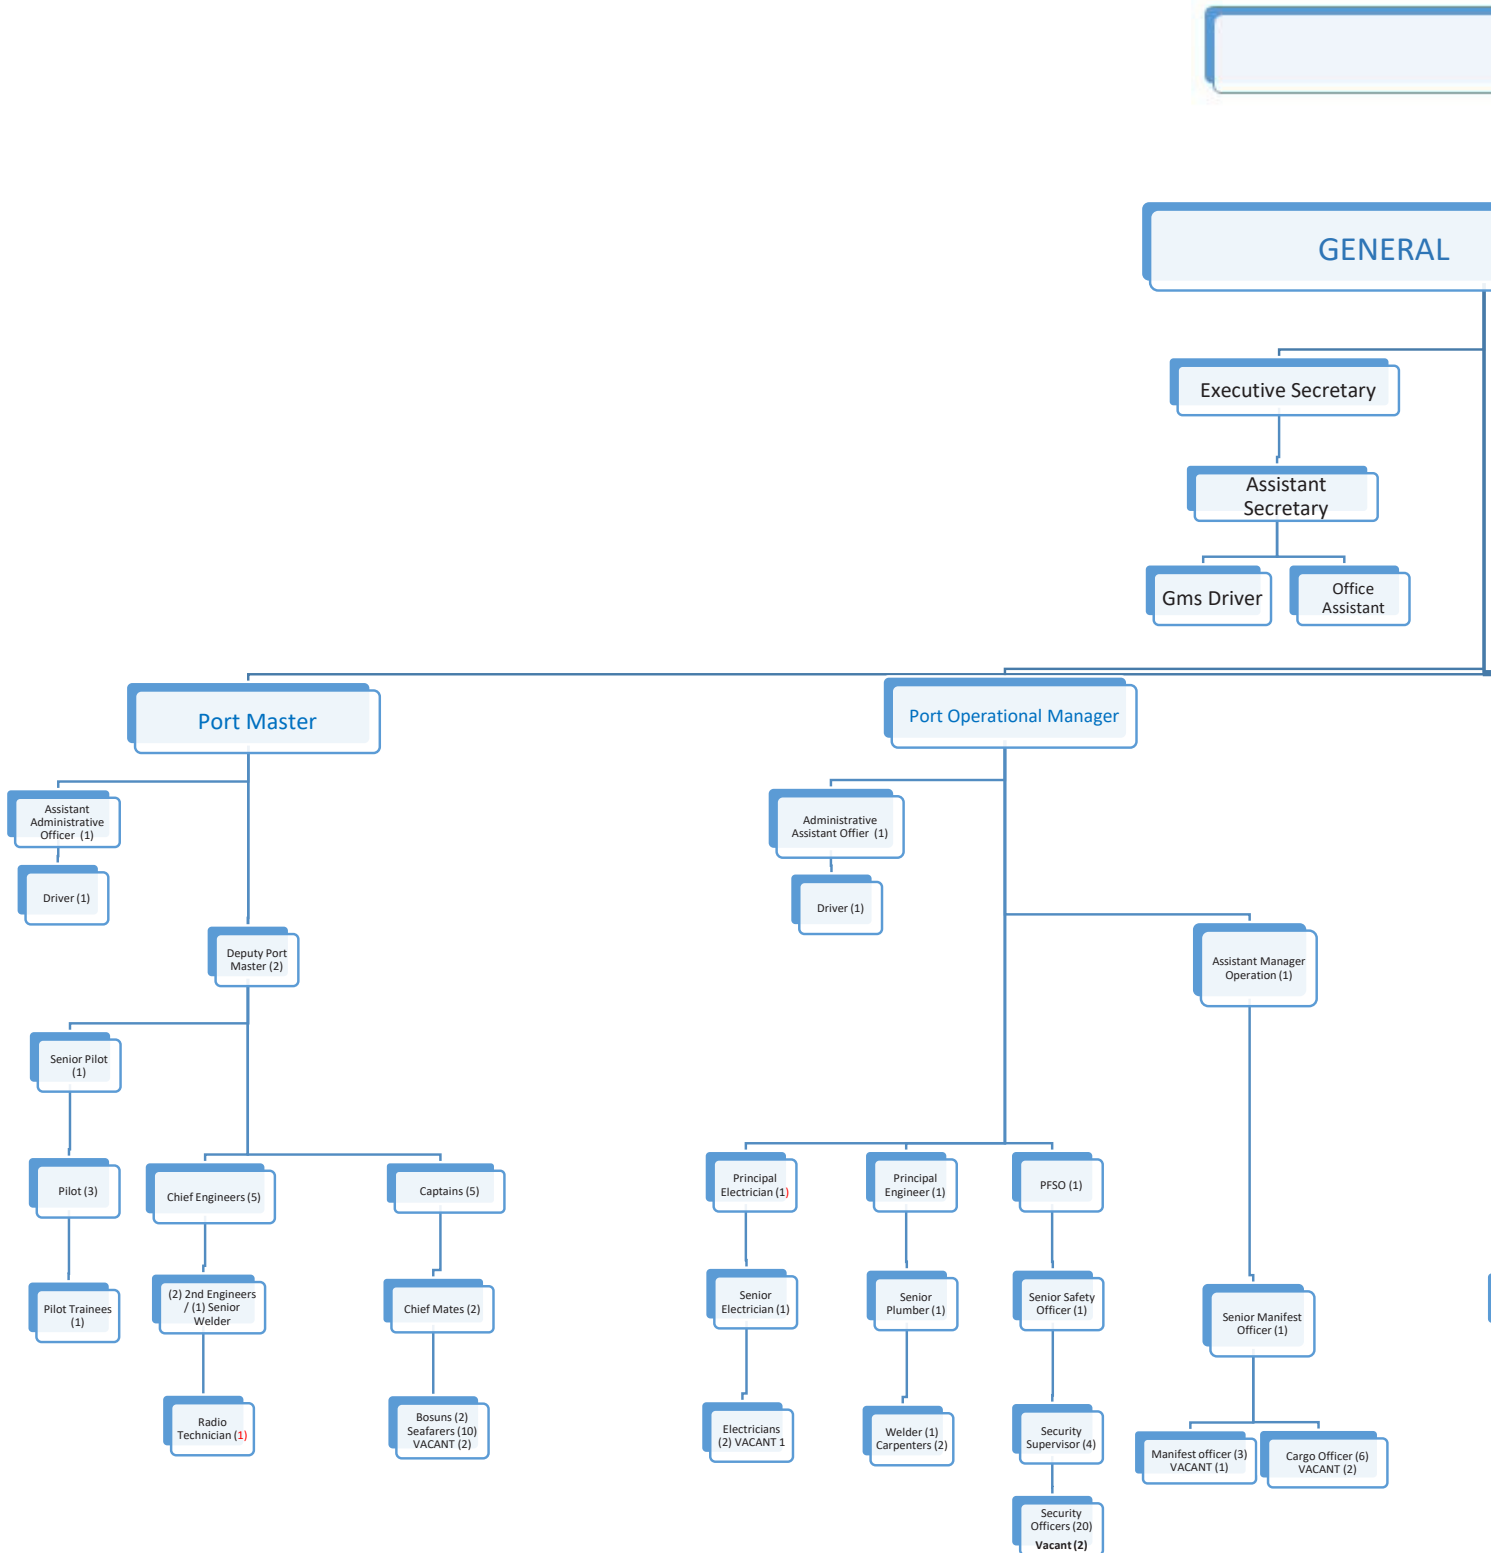 GENERAL
Executive Secretary
Assistant
Secretary
Gms Driver
Office
Assistant
Port Master
Port Operational Manager
Assistant
Administrative
Officer (1)
Driver (1)
Deputy Port
Master (2)
Senior Pilot
(1)
Pilot (3)
Pilot Trainees
(1)
Chief Engineers (5)
(2) 2nd Engineers
/ (1) Senior
Welder
Radio
Technician (1)
Captains (5)
Chief Mates (2)
Bosuns (2)
Seafarers (10)
VACANT (2)
Administrative
Assistant Offier (1)
Driver (1)
Assistant Manager
Operation (1)
Principal
Electrician (1)
Senior
Electrician (1)
Electricians
(2) VACANT 1
Principal
Engineer (1)
Senior
Plumber (1)
Welder (1)
Carpenters (2)
PFSO (1)
Senior Safety
Officer (1)
Security
Supervisor (4)
Security
Officers (20)
Vacant (2)
Senior Manifest
Officer (1)
Manifest officer (3)
VACANT (1)
Cargo Officer (6)
VACANT (2)